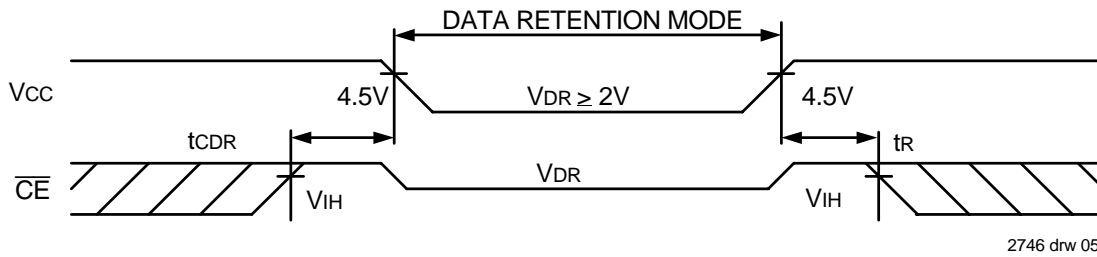 DATA RETENTION MODE
VCC
4.5V
VDR ≥ 2V
4.5V
tCDR
tR
CE
VIH
VDR
VIH
2746 drw 05